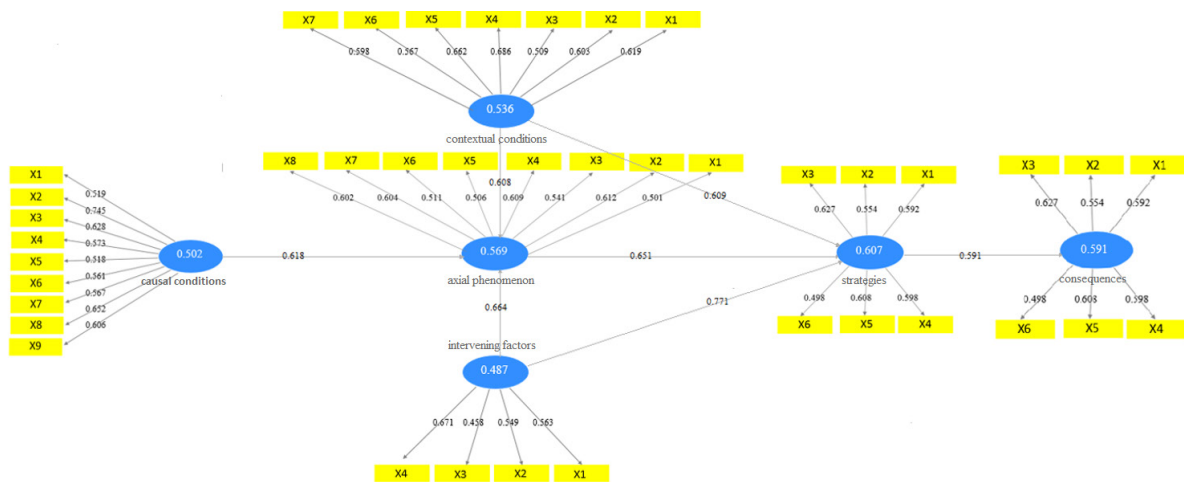 X7 X6 X5 X4 X3 X2 X1
0.598 0.567 0.662 0.686 0.509 0.603 0.619
0.536
contextual conditions
X8 X7 X6 X5 X4 X3 X2 X1
0.602 0.604 0.511 0.506 0.609 0.541 0.612 0.501
0.608
0.609
X1
X2
X3
X4
X5
X6
X7
X8
X9
0.519
0.745
0.628
0.573
0.518
0.561
0.567
0.652
0.606
0.502
causal conditions
0.618
0.569
axial phenomenon
0.651
0.664
0.771
X3 X2 X1
0.627 0.554 0.592
0.607
strategies
0.498 0.608 0.598
X6 X5 X4
0.591
X3 X2 X1
0.627 0.554 0.592
0.591
consequences
0.498 0.608 0.598
X6 X5 X4
intervening factors
0.487
0.671 0.458 0.549 0.563
X4 X3 X2 X1